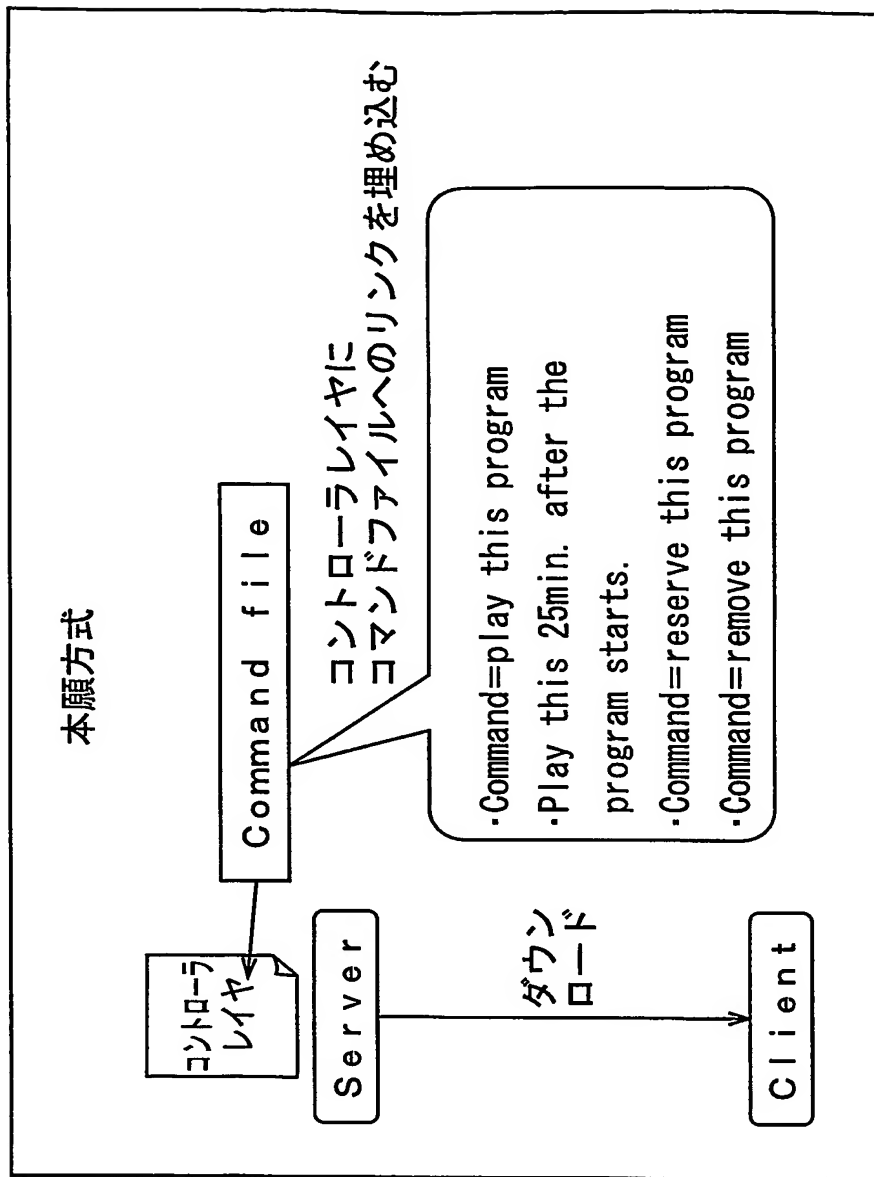 本願方式
コントローラ
レイヤ
Command file
コントローラレイヤに
コマンドファイルへのリンクを埋め込む
Server
ダウン
ロード
Client
・Command=play this program
・Play this 25min. after the
program starts.
・Command=reserve this program
・Command=remove this program